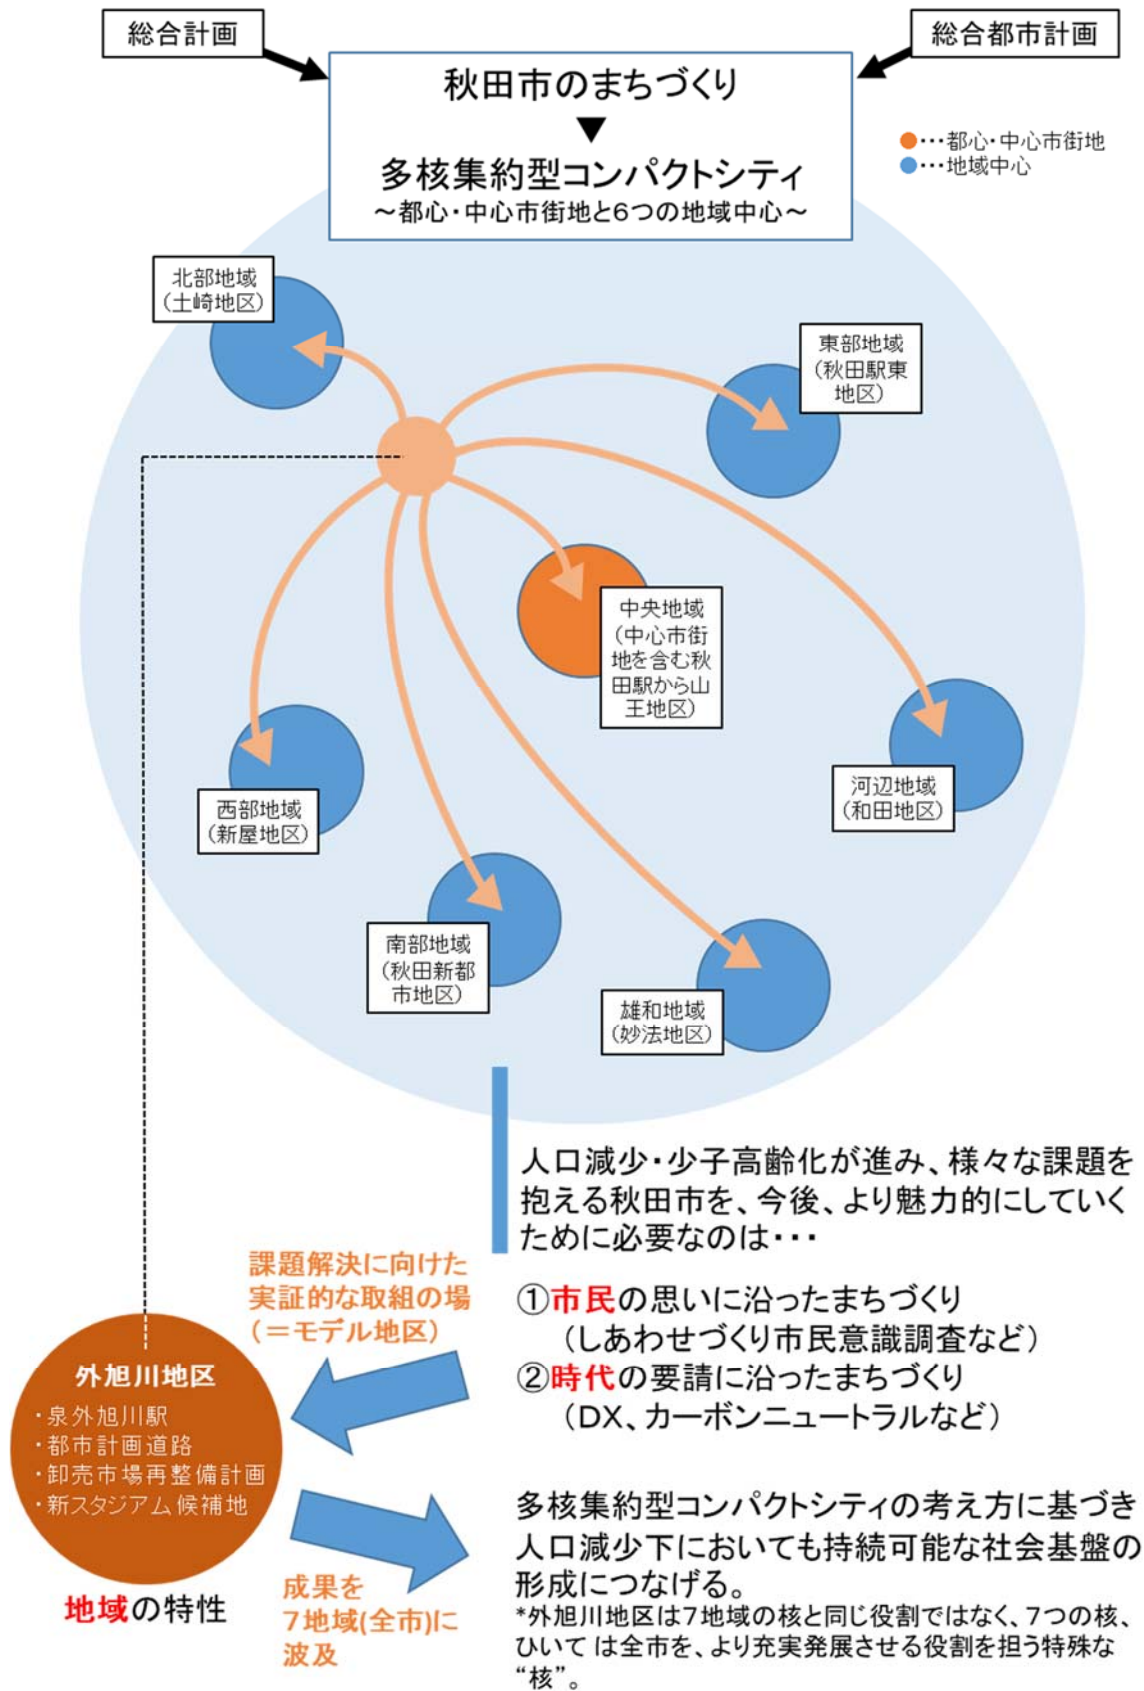 総合計画
総合都市計画
秋田市のまちづくり
▼
多核集約型コンパクトシティ
～都心・中心市街地と６つの地域中心～
●…都心・中心市街地
●…地域中心
北部地域
（土崎地区）
東部地域
（秋田駅東
地区）
中央地域
（中心市街
地を含む秋
田駅から山
王地区）
河辺地域
（和田地区）
西部地域
（新屋地区）
南部地域
（秋田新都
市地区）
雄和地域
（妙法地区）
人口減少・少子高齢化が進み、様々な課題を
抱える秋田市を、今後、より魅力的にしていく
ために必要なのは・・・
①市民の思いに沿ったまちづくり
（しあわせづくり市民意識調査など）
②時代の要請に沿ったまちづくり
（ＤＸ、カーボンニュートラルなど）
課題解決に向けた
実証的な取組の場
（＝モデル地区）
外旭川地区
・泉外旭川駅
・都市計画道路
・卸売市場再整備計画
・新スタジアム候補地
地域の特性
成果を
７地域(全市)に
波及
多核集約型コンパクトシティの考え方に基づき
人口減少下においても持続可能な社会基盤の
形成につなげる。
*外旭川地区は７地域の核と同じ役割ではなく、７つの核、
ひいては全市を、より充実発展させる役割を担う特殊な
“核”。